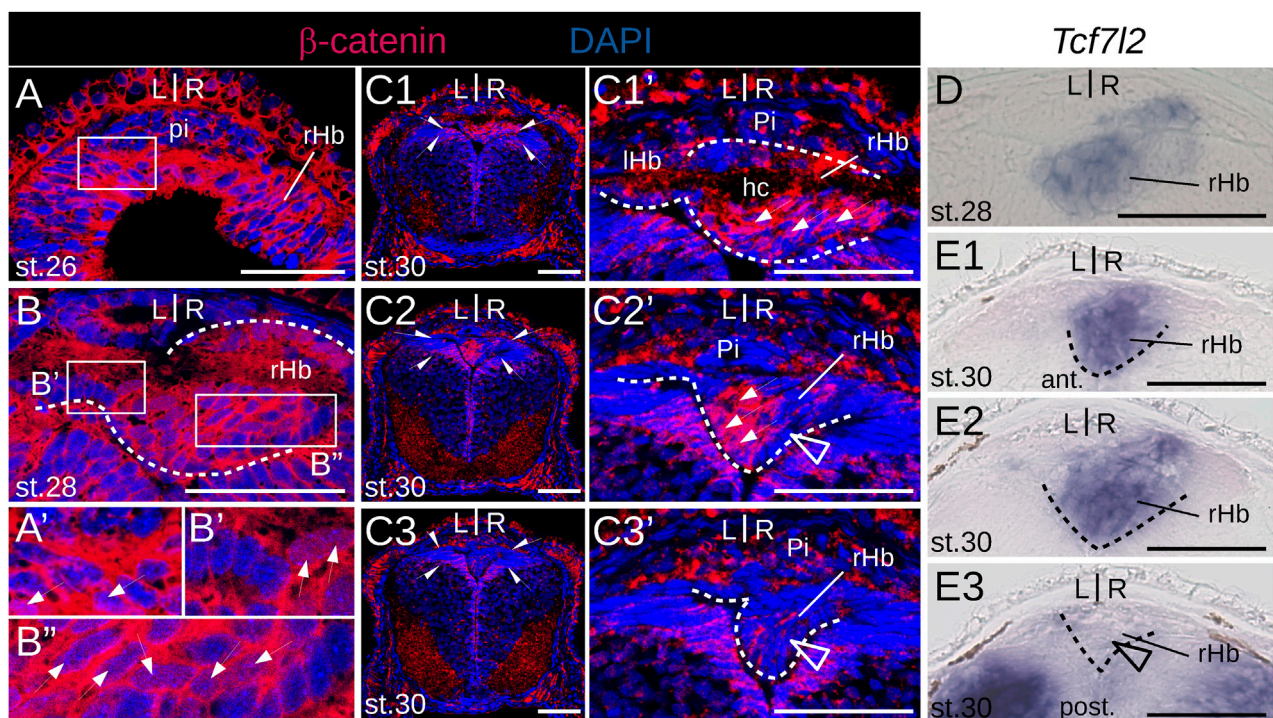 β-catenin DAPI
Tcf7l2
A
L|R
pi
rHb
st.26
C1
L|R
st.30
C1’
L|R
Pi
lHb
rHb
hc
D
L|R
rHb
st.28
B
L|R
rHb
B’
B”
st.28
C2
L|R
st.30
C2’
L|R
Pi
rHb
E1
L|R
rHb
ant.
st.30
E2
L|R
rHb
st.30
A’
B’
B”
C3
L|R
st.30
C3’
L|R
Pi
rHb
E3
L|R
rHb
st.30
post.